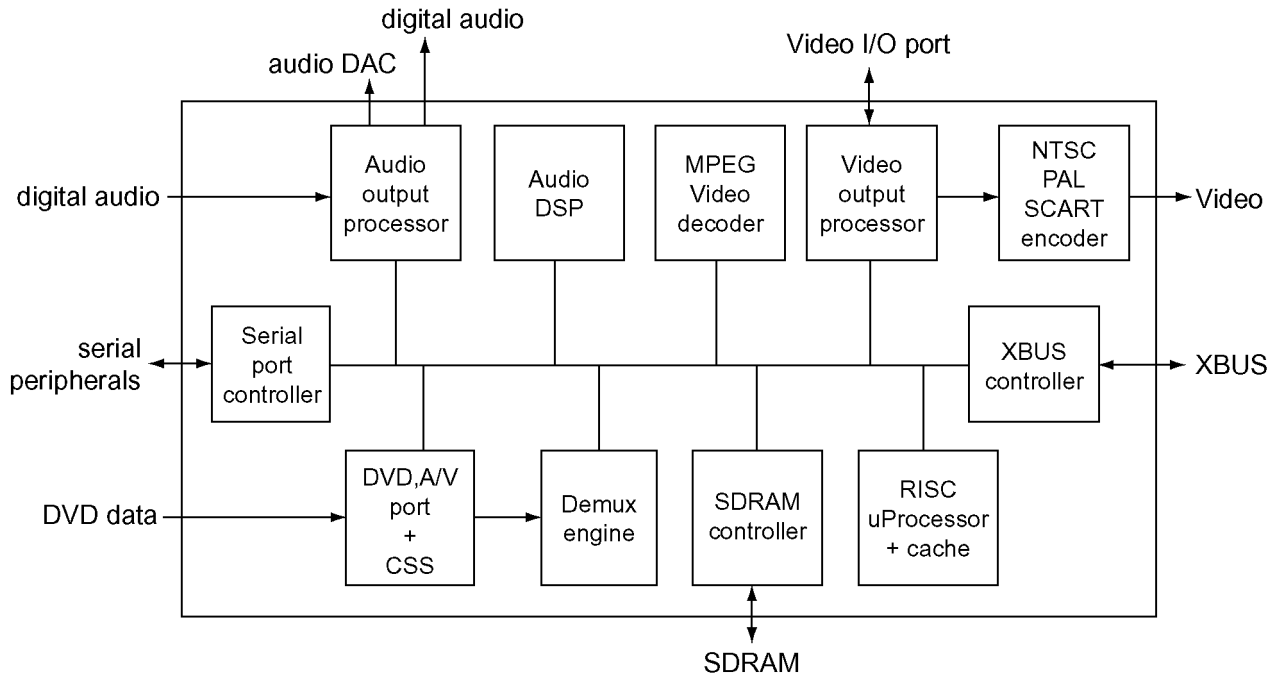 digital audio
audio DAC
Video I/O port
digital audio
Audio
output
processor
Audio
DSP
MPEG
Video
decoder
Video
output
processor
NTSC
PAL
SCART
encoder
Video
serial
peripherals
Serial
port
controller
XBUS
controller
XBUS
DVD data
DVD,A/V
port
+
CSS
Demux
engine
SDRAM
controller
RISC
uProcessor
+ cache
SDRAM